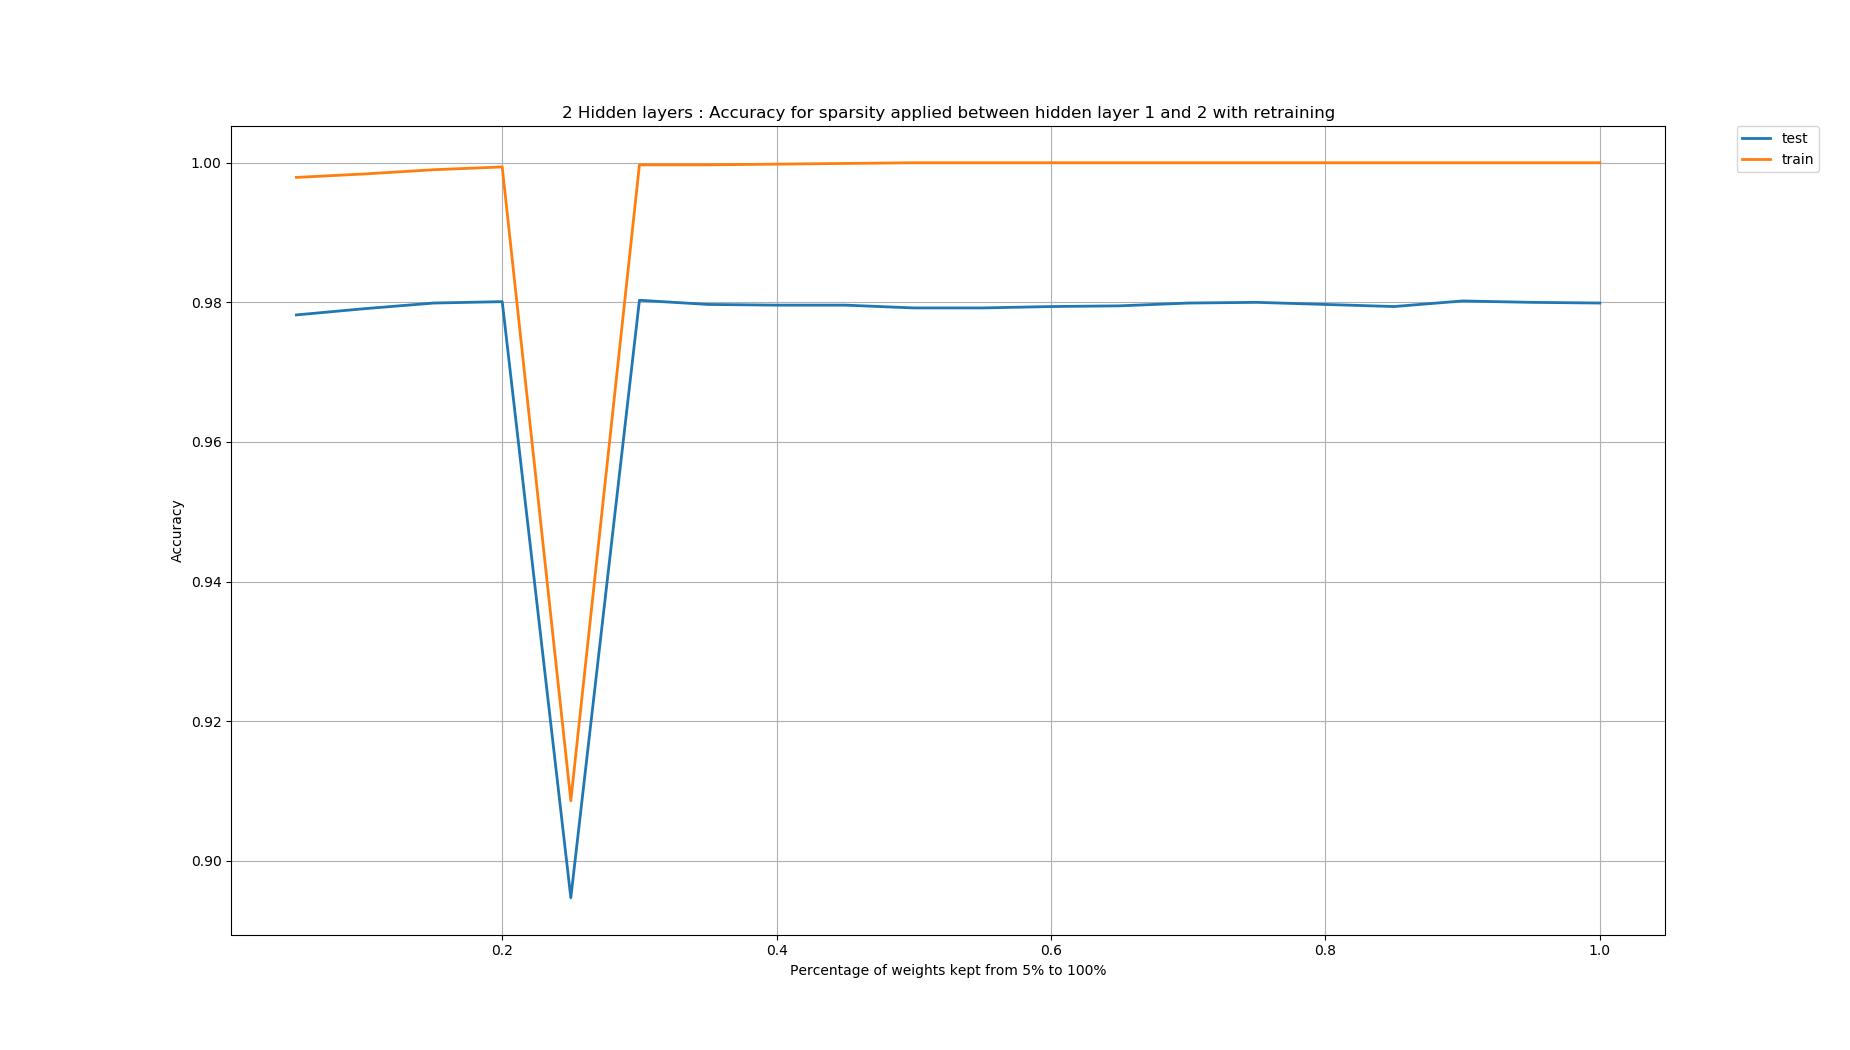 2 Hidden layers : Accuracy for sparsity applied between hidden layer 1 and 2 with retraining
test
train
1.00
0.98
0.96
0.94
0.92
0.90
Accuracy
0.2 0.4 0.6 0.8 1.0
Percentage of weights kept from 5% to 100%